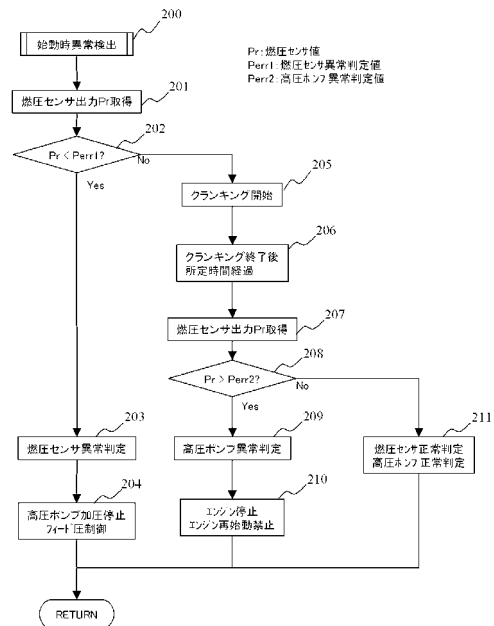 200
始動時異常検出
Pr：燃圧センサ値
Perr1：燃圧センサ異常判定値
Perr2：高圧ポンプ異常判定値
201
燃圧センサ出力Pr取得
202
Pr < Perr1?
No
Yes
205
クランキング開始
206
クランキング終了後
所定時間経過
207
燃圧センサ出力Pr取得
208
Pr > Perr2?
No
Yes
203
燃圧センサ異常判定
209
高圧ポンプ異常判定
211
燃圧センサ正常判定
高圧ポンプ正常判定
204
高圧ポンプ加圧停止
フィード圧制御
210
エンジン停止
エンジン再始動禁止
RETURN